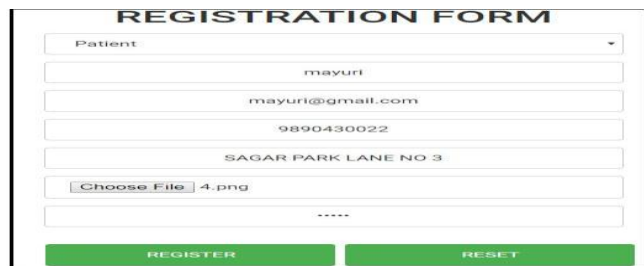 REGISTRATION FORM
Patient
mayuri
mayuri@gmail.com
9890430022
SAGAR PARK LANE NO 3
Choose File 4.png
•••••
REGISTER RESET